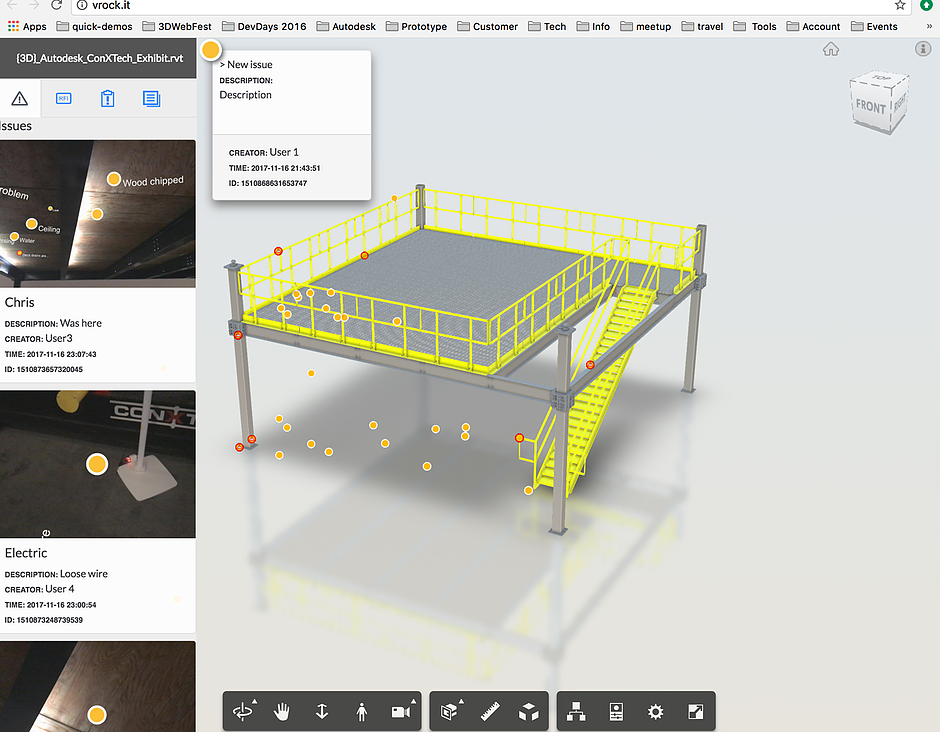 vrock.it
Apps quick-demos 3DWebFest DevDays 2016 Autodesk Prototype Customer Tech Info meetup travel Tools Account Events »
[3D]_Autodesk_ConXTech_Exhibit.rvt
RFI
Issues
roblem
Wood chipped
Ceiling
Water
Chris
DESCRIPTION: Was here
CREATOR: User3
TIME: 2017-11-16 23:07:43
ID: 1510873657320045
CONXT
e
Electric
DESCRIPTION: Loose wire
CREATOR: User 4
TIME: 2017-11-16 23:00:54
ID: 1510873248739539
> New issue
DESCRIPTION:
Description
CREATOR: User 1
TIME: 2017-11-16 21:43:51
ID: 1510868631653747
TOP
FRONT
RIGHT